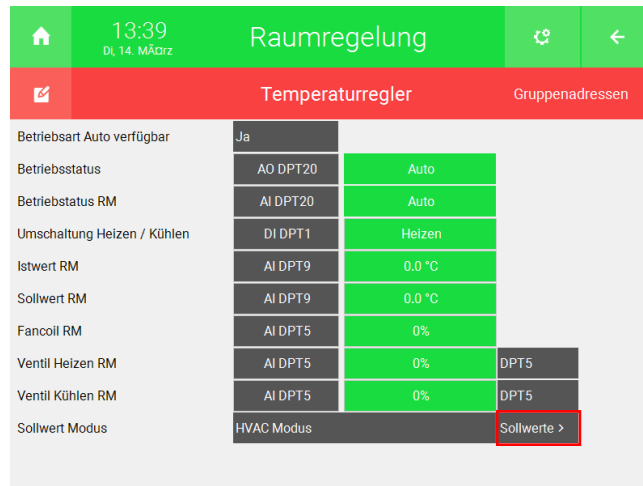 13:39
Di, 14. MÃ¤rz
Raumregelung
Temperaturregler
Gruppenadressen
Betriebsart Auto verfügbar Ja
Betriebsstatus AO DPT20 Auto
Betriebstatus RM AI DPT20 Auto
Umschaltung Heizen / Kühlen DI DPT1 Heizen
Istwert RM AI DPT9 0.0 °C
Sollwert RM AI DPT9 0.0 °C
Fancoil RM AI DPT5 0%
Ventil Heizen RM AI DPT5 0% DPT5
Ventil Kühlen RM AI DPT5 0% DPT5
Sollwert Modus HVAC Modus Sollwerte >